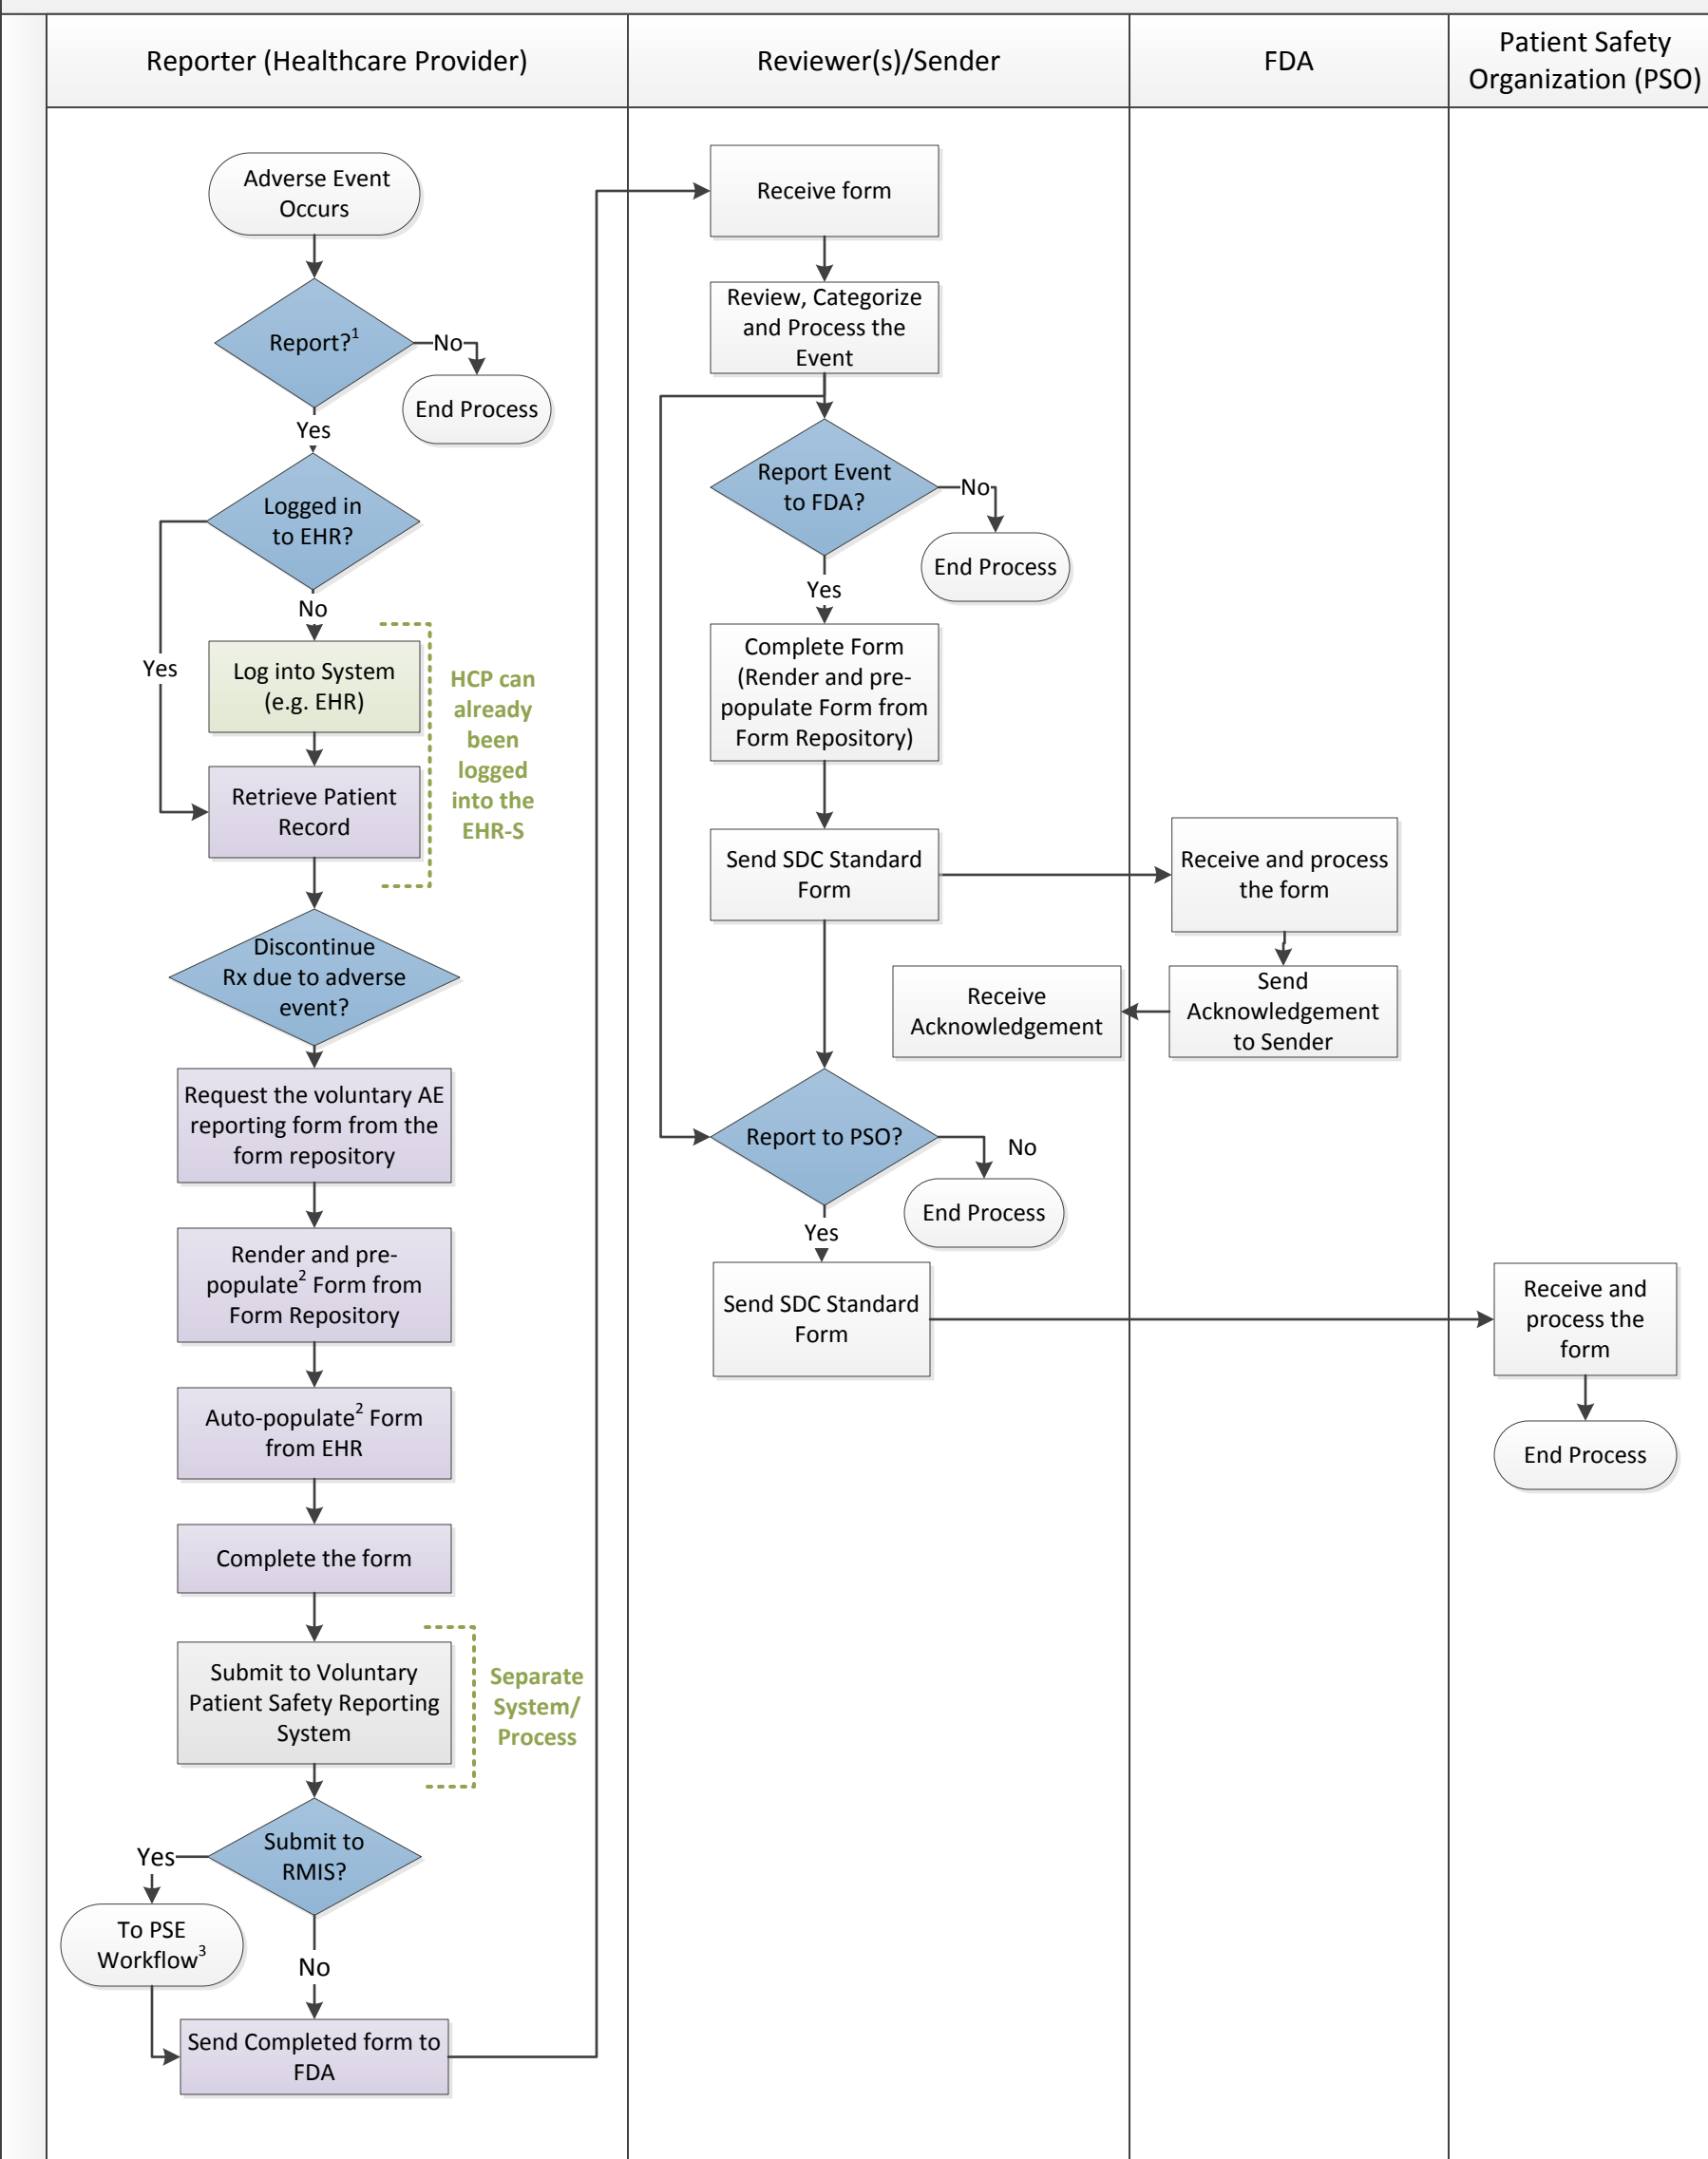 Reporter (Healthcare Provider)
Reviewer(s)/Sender
FDA
Patient Safety
Organization (PSO)
Adverse Event
Occurs
Report?1
No
End Process
Yes
Logged in
to EHR?
No
Yes
Log into System
(e.g. EHR)
HCP can
already
been
logged
into the
EHR-S
Retrieve Patient
Record
Discontinue
Rx due to adverse
event?
Request the voluntary AE
reporting form from the
form repository
Render and pre-
populate2 Form from
Form Repository
Auto-populate2 Form
from EHR
Complete the form
Submit to Voluntary
Patient Safety Reporting
System
Separate
System/
Process
Submit to
RMIS?
Yes
To PSE
Workflow3
No
Send Completed form to
FDA
Receive form
Review, Categorize
and Process the
Event
Report Event
to FDA?
No
End Process
Yes
Complete Form
(Render and pre-
populate Form from
Form Repository)
Send SDC Standard
Form
Receive and process
the form
Send
Acknowledgement
to Sender
Receive
Acknowledgement
Report to PSO?
No
End Process
Yes
Send SDC Standard
Form
Receive and
process the
form
End Process